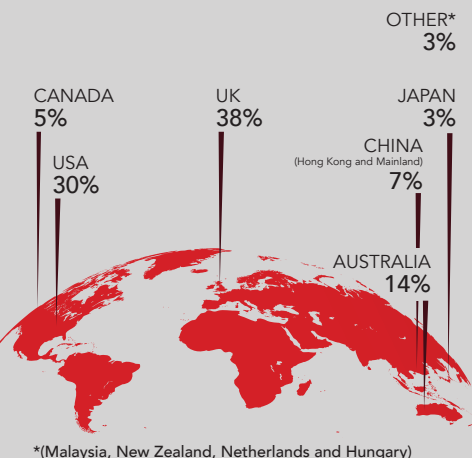 OTHER*
3%
CANADA
5%
UK
38%
JAPAN
3%
USA
30%
CHINA
(Hong Kong and Mainland)
7%
AUSTRALIA
14%
*(Malaysia, New Zealand, Netherlands and Hungary)